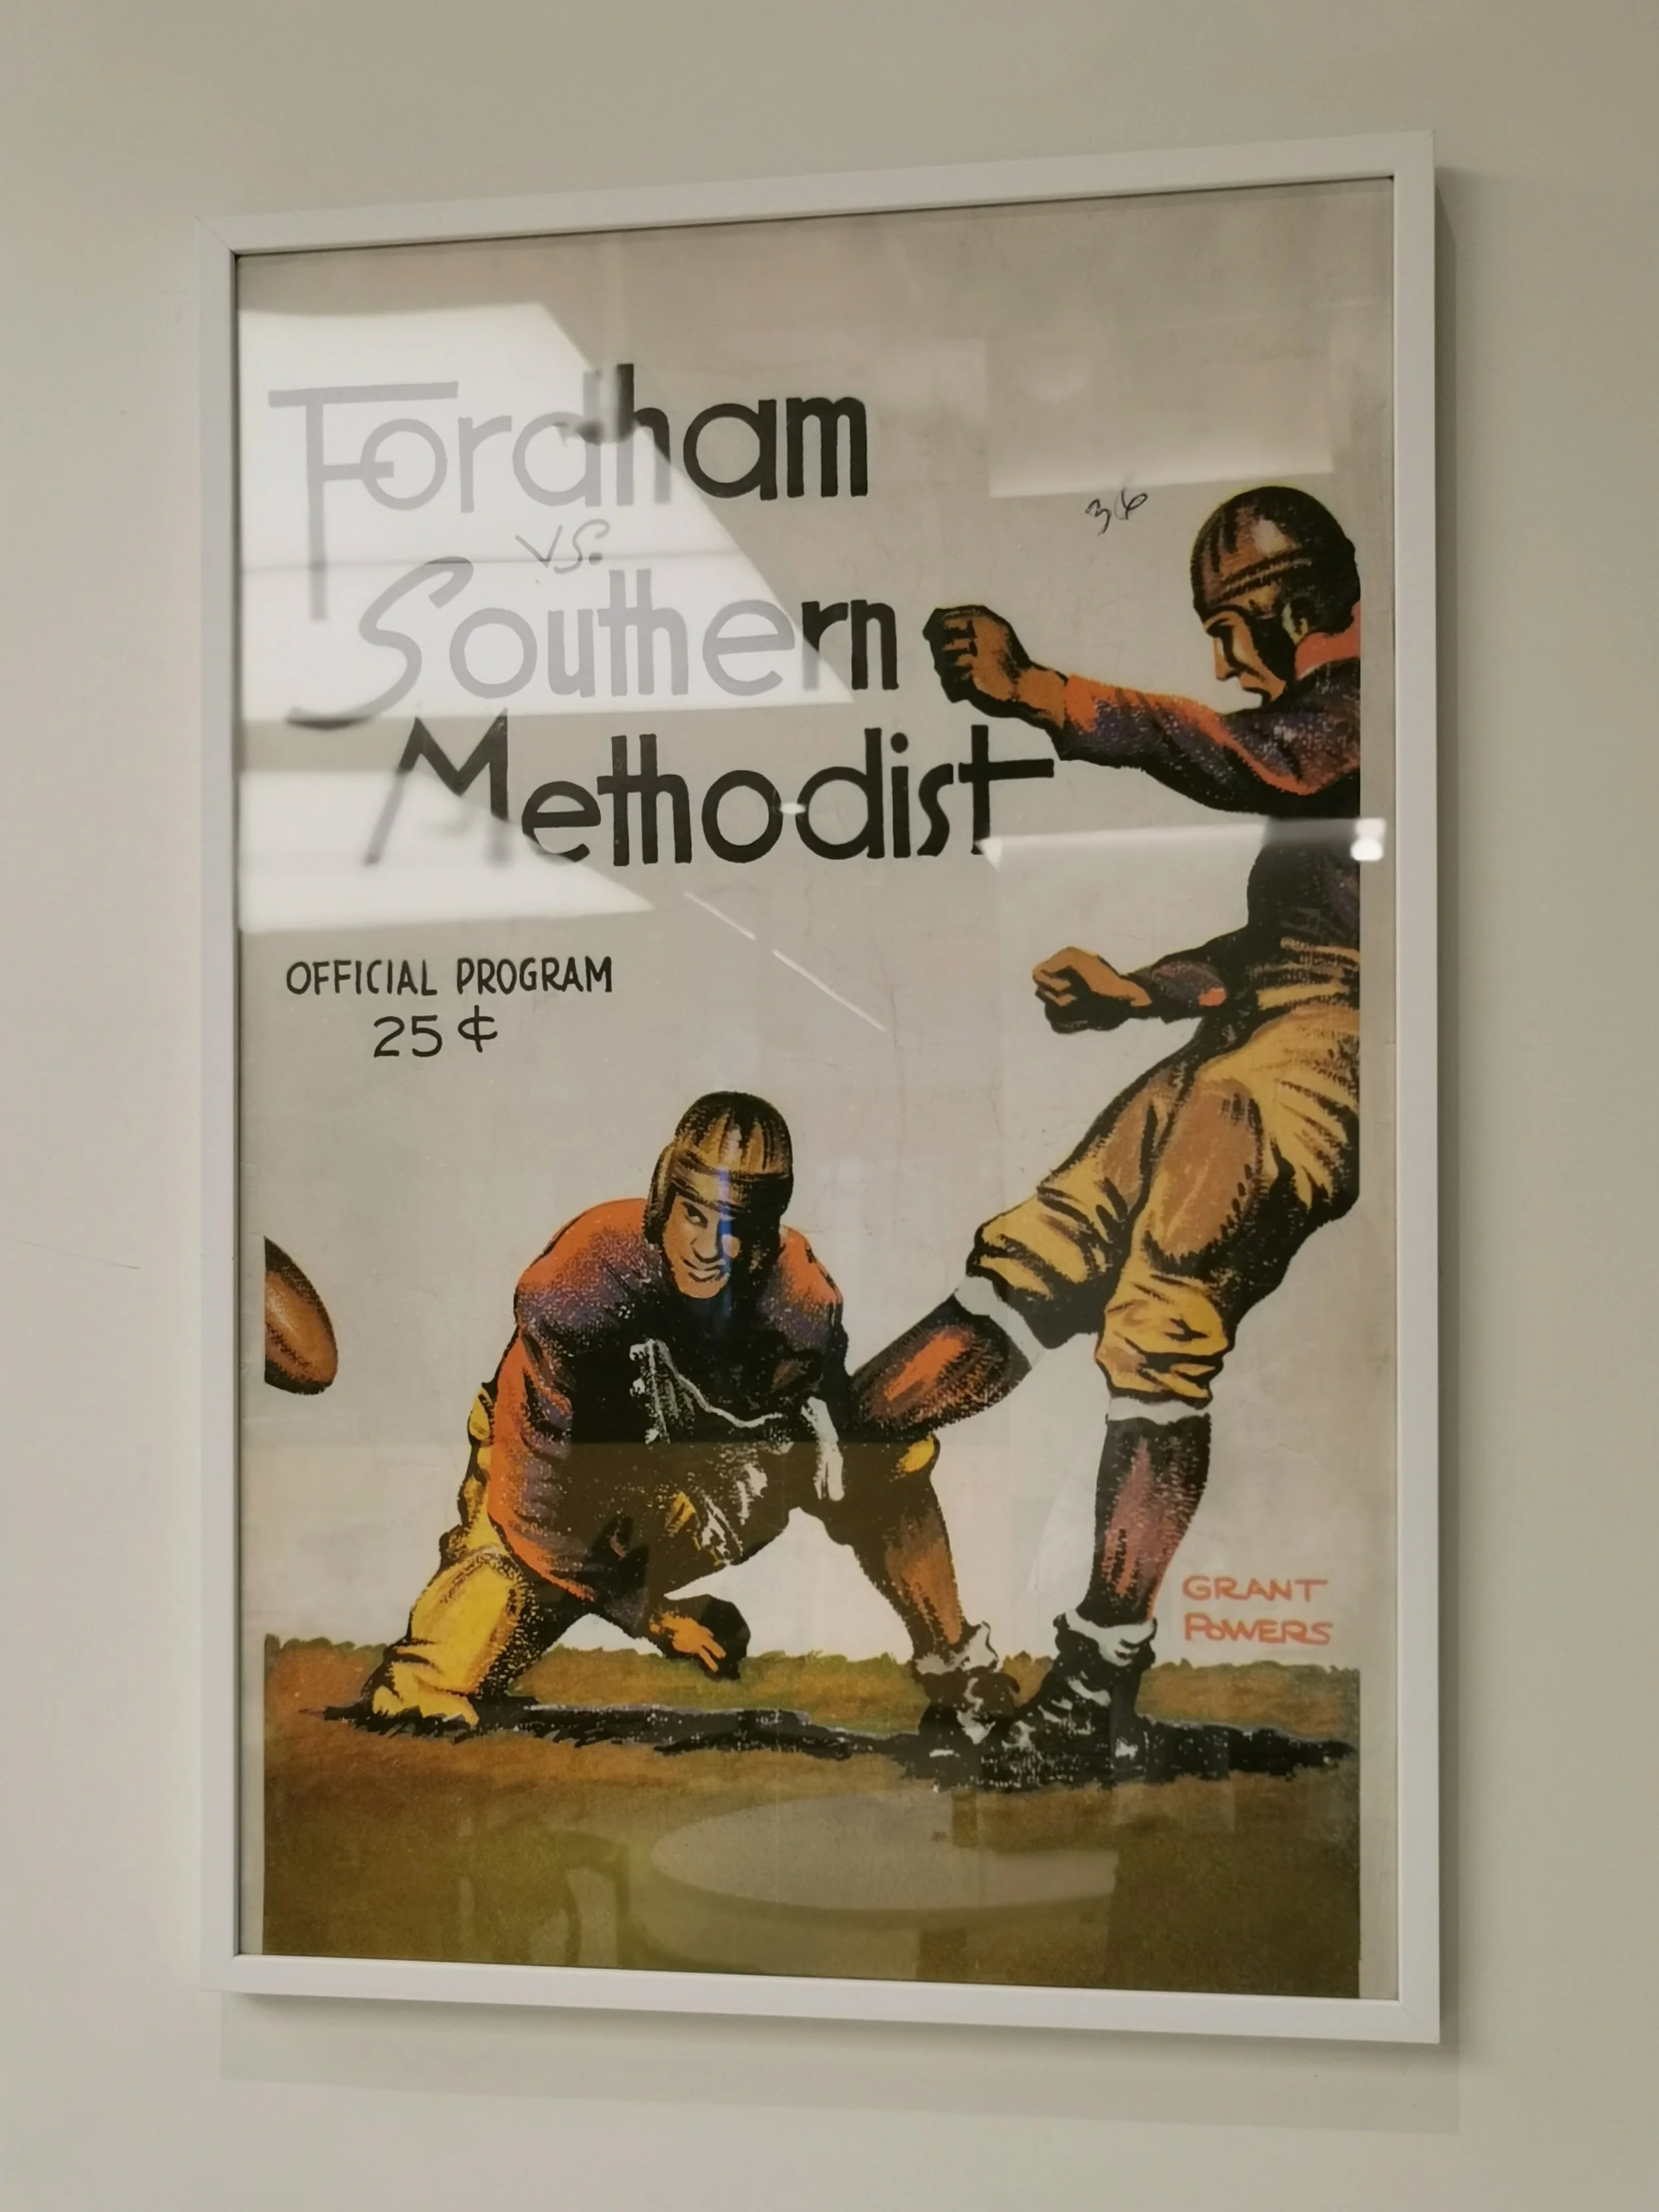 Fordham
vs.
Southern
Methodist
36
OFFICIAL PROGRAM
25¢
GRANT
POWERS